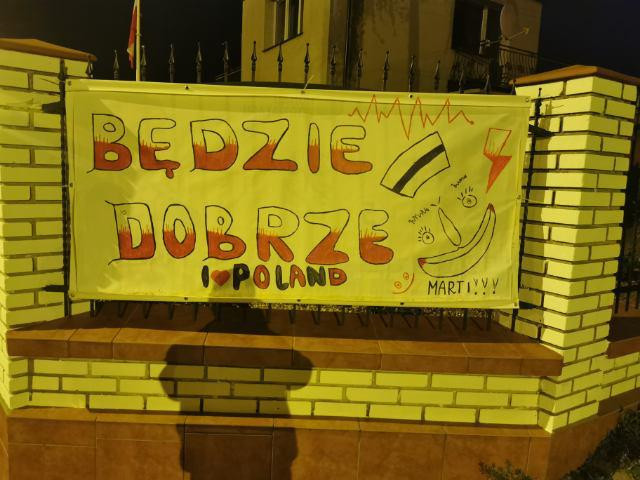 BĘDZIE
DOBRZE
I ❤ POLAND
MARTI!!!